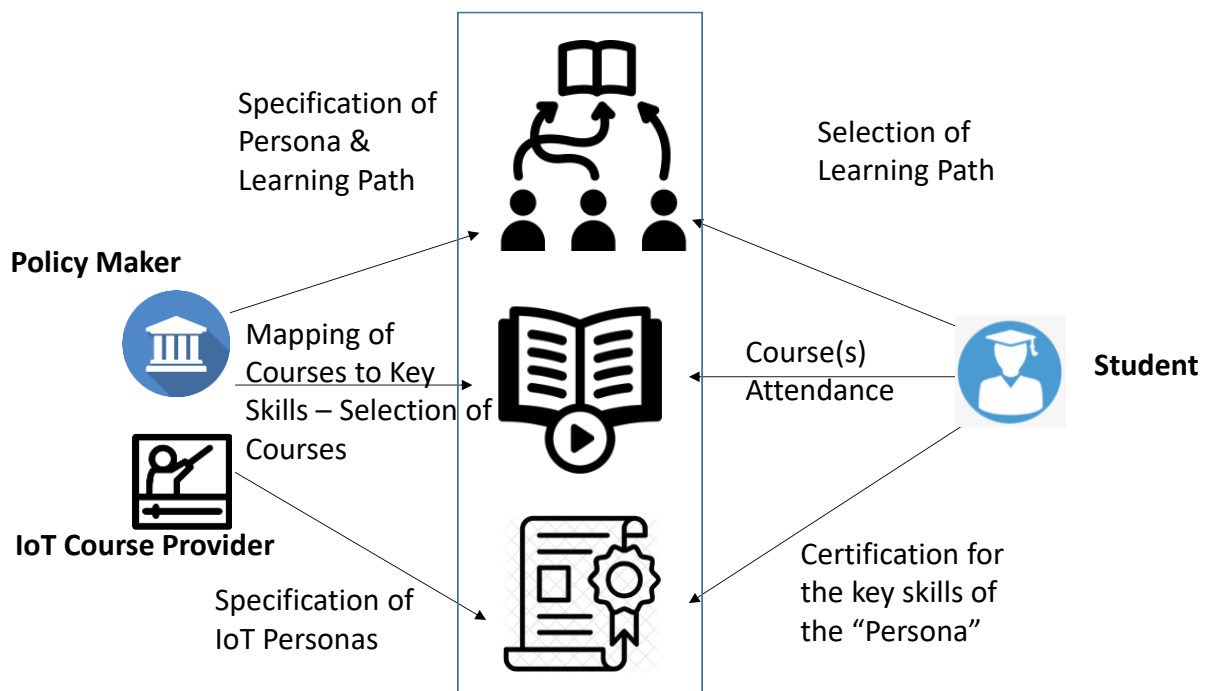 Specification of
Persona &
Learning Path
Selection of
Learning Path
Policy Maker
Mapping of
Courses to Key
Skills – Selection of
Courses
Course(s)
Attendance
Student
IoT Course Provider
Specification of
IoT Personas
Certification for
the key skills of
the “Persona”